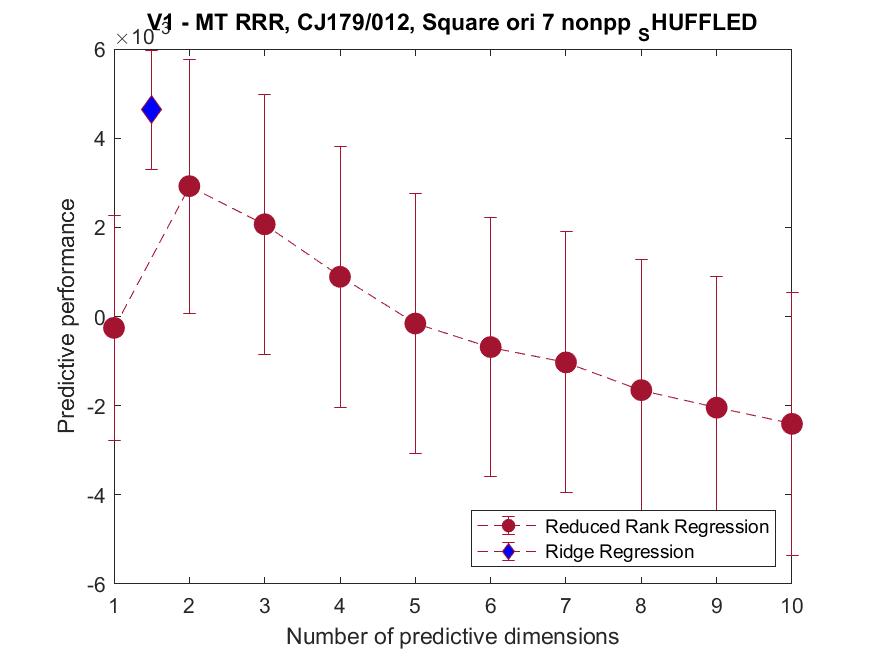 V1 - MT RRR, CJ179/012, Square ori 7 nonpp SHUFFLED
×10-3
6
4
2
0
-2
-4
-6
Predictive performance
Reduced Rank Regression
Ridge Regression
1 2 3 4 5 6 7 8 9 10
Number of predictive dimensions